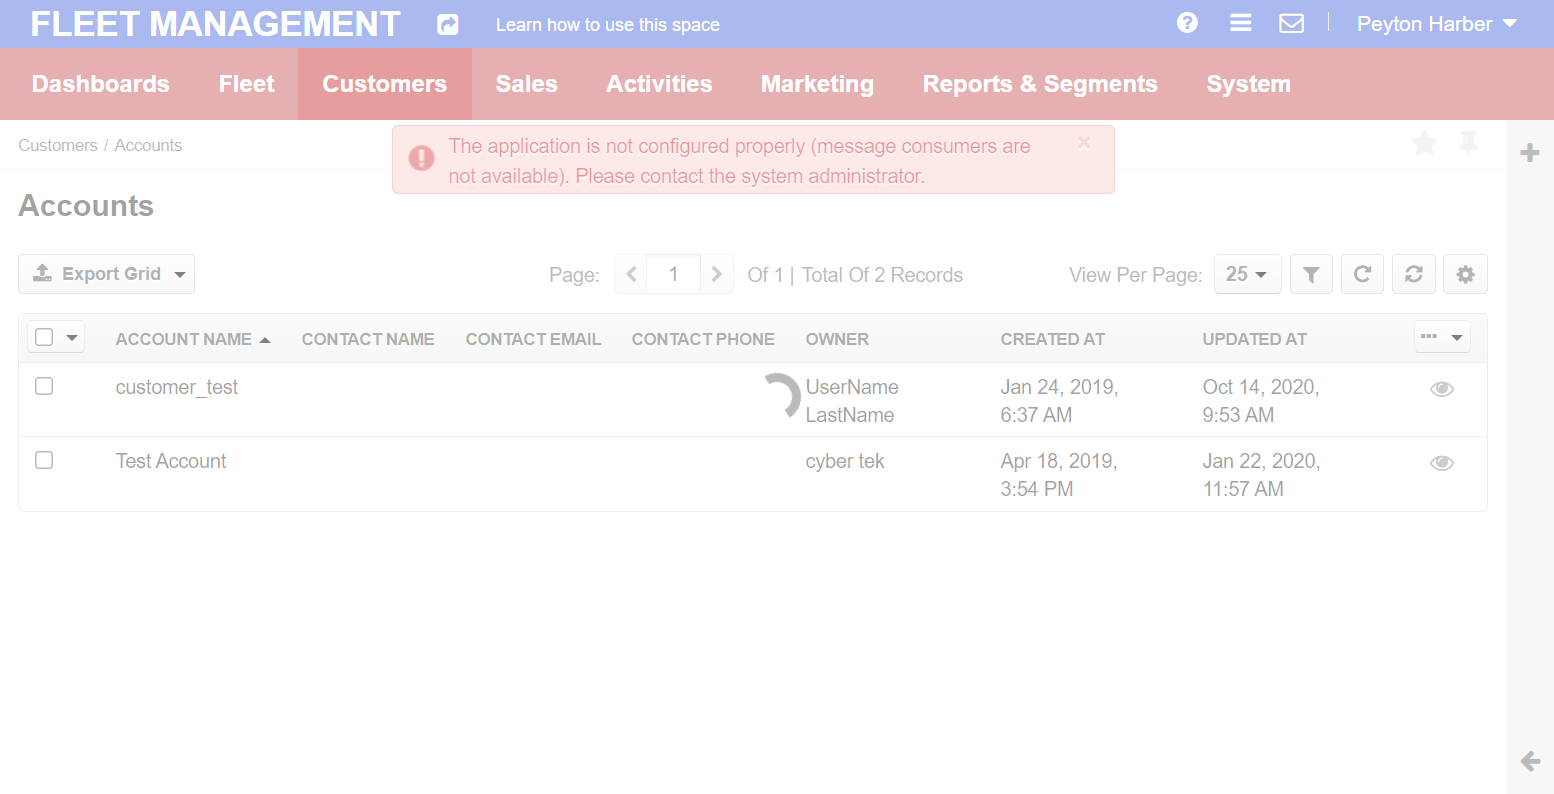 FLEET MANAGEMENT
Learn how to use this space
Peyton Harber
Dashboards
Fleet
Customers
Sales
Activities
Marketing
Reports & Segments
System
Customers / Accounts
The application is not configured properly (message consumers are
not available). Please contact the system administrator.
×
Accounts
Export Grid
Page:
1
Of 1 | Total Of 2 Records
View Per Page:
25
ACCOUNT NAME
CONTACT NAME
CONTACT EMAIL
CONTACT PHONE
OWNER
CREATED AT
UPDATED AT
customer_test
UserName
LastName
Jan 24, 2019,
6:37 AM
Oct 14, 2020,
9:53 AM
Test Account
cyber tek
Apr 18, 2019,
3:54 PM
Jan 22, 2020,
11:57 AM